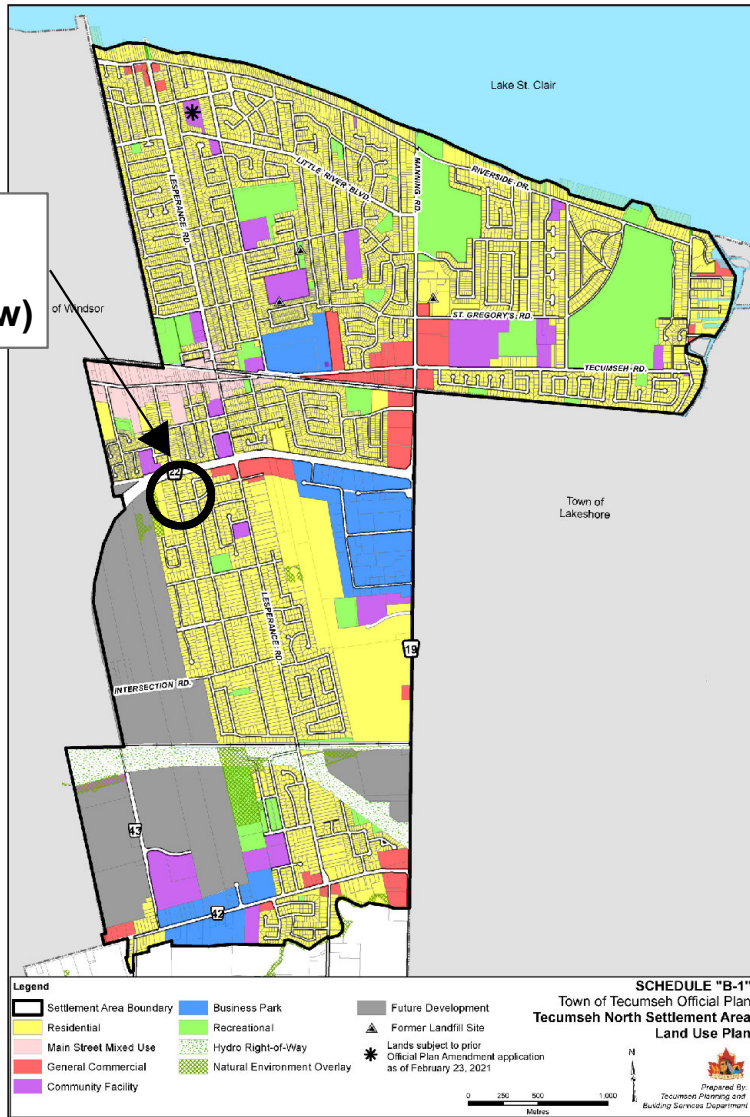 Lake St. Clair
RIVERSIDE DR.
LITTLE RIVER BLVD.
MANNING RD.
LESPERANCE RD.
w)
of Windsor
ST. GREGORY'S RD.
TECUMSEH RD.
22
Town of
Lakeshore
LESPERANCE RD.
19
INTERSECTION RD.
43
42
Legend
Settlement Area Boundary
Residential
Main Street Mixed Use
General Commercial
Community Facility
Business Park
Recreational
Hydro Right-of-Way
Natural Environment Overlay
Future Development
Former Landfill Site
Lands subject to prior
Official Plan Amendment application
as of February 23, 2021
SCHEDULE "B-1"
Town of Tecumseh Official Plan
Tecumseh North Settlement Area
Land Use Plan
N
0 250 500 1,000
Metres
Prepared By:
Tecumseh Planning and
Building Services Department